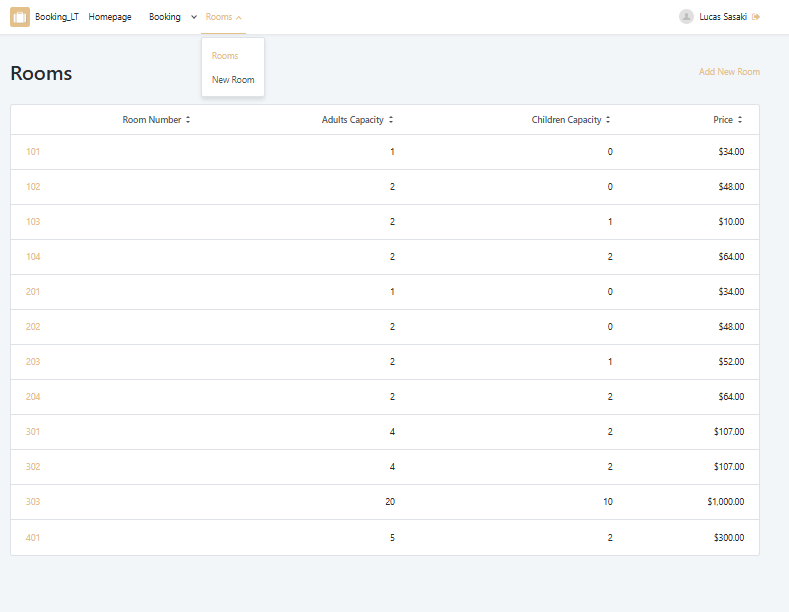 Booking_LT Homepage Booking Rooms Lucas Sasaki
Rooms
New Room
Rooms Add New Room
Room Number Adults Capacity Children Capacity Price
101 1 0 $34.00
102 2 0 $48.00
103 2 1 $10.00
104 2 2 $64.00
201 1 0 $34.00
202 2 0 $48.00
203 2 1 $52.00
204 2 2 $64.00
301 4 2 $107.00
302 4 2 $107.00
303 20 10 $1,000.00
401 5 2 $300.00